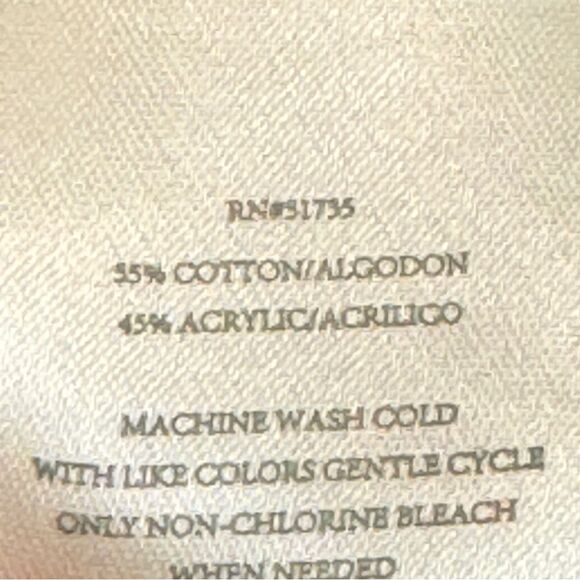 RN#51735
55% COTTON/ALGODON
45% ACRYLIC/ACRILICO
MACHINE WASH COLD
WITH LIKE COLORS GENTLE CYCLE
ONLY NON-CHLORINE BLEACH
WHEN NEEDED